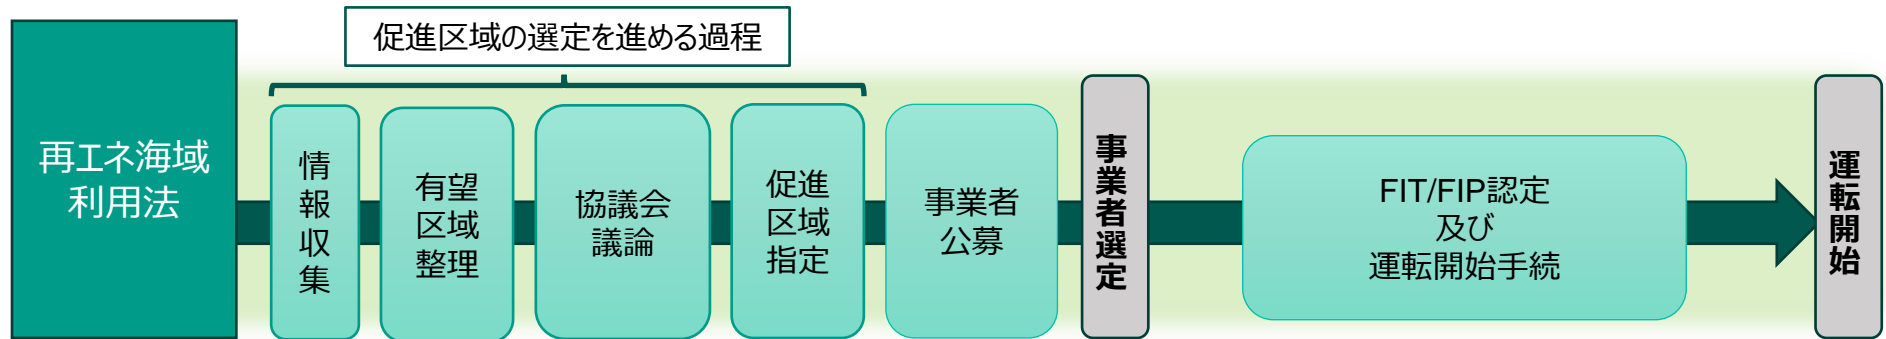 促進区域の選定を進める過程
再エネ海域
利用法
情報収集
有望
区域
整理
協議会
議論
促進
区域
指定
事業者
公募
事業者選定
FIT/FIP認定
及び
運転開始手続
運転開始